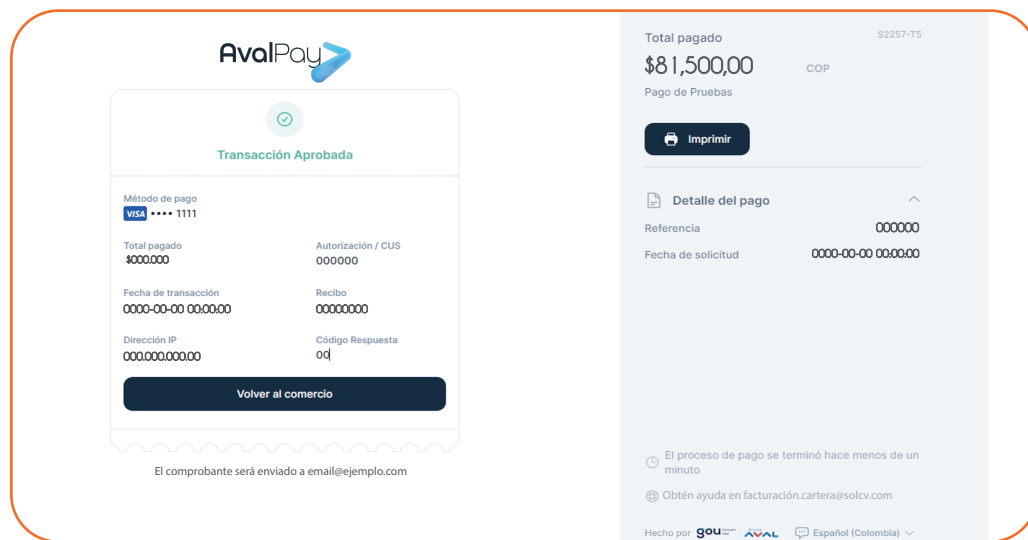 AvalPay
Transacción Aprobada
Método de pago
VISA •••• 1111
Total pagado
$000.000
Autorización / CUS
000000
Fecha de transacción
0000-00-00 00:00:00
Recibo
00000000
Dirección IP
000.000.000.00
Código Respuesta
00
Volver al comercio
El comprobante será enviado a email@ejemplo.com
Total pagado
S2257-T5
$81,500,00 COP
Pago de Pruebas
Imprimir
Detalle del pago
Referencia 000000
Fecha de solicitud 0000-00-00 00:00:00
El proceso de pago se terminó hace menos de un
minuto
Obtén ayuda en facturación.cartera@solcv.com
Hecho por gou AVAL Español (Colombia)